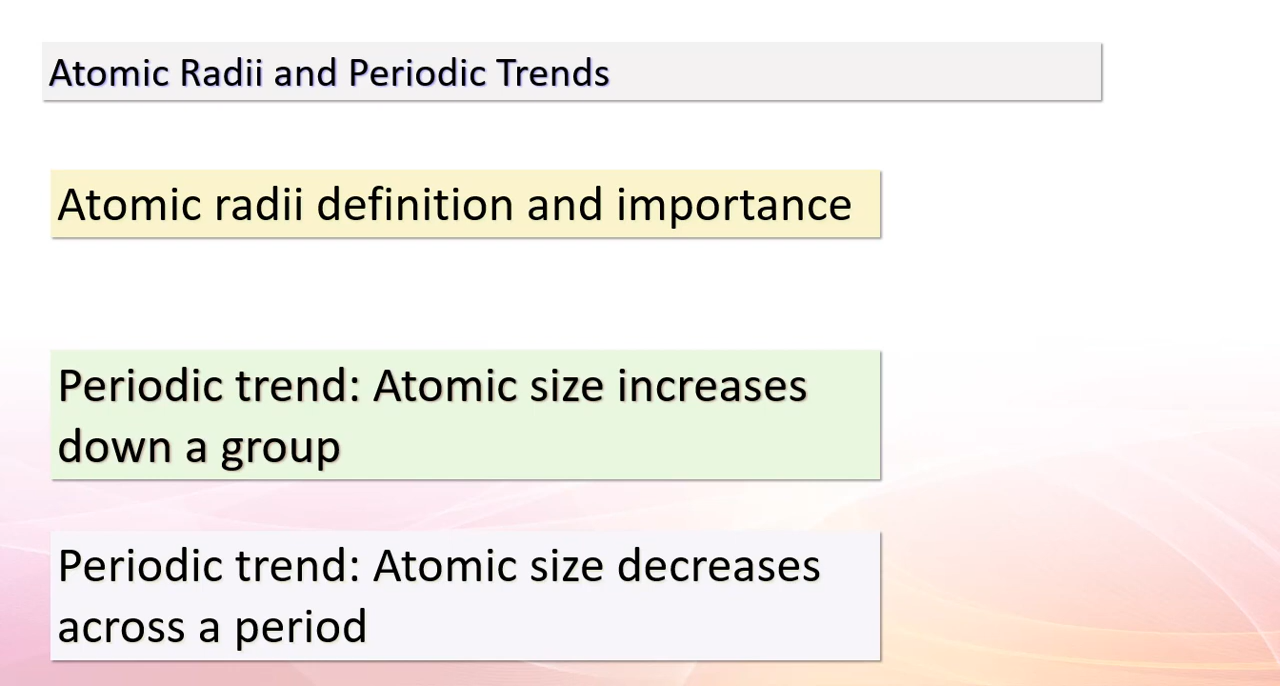 Atomic Radii and Periodic Trends
Atomic radii definition and importance
Periodic trend: Atomic size increases
down a group
Periodic trend: Atomic size decreases
across a period